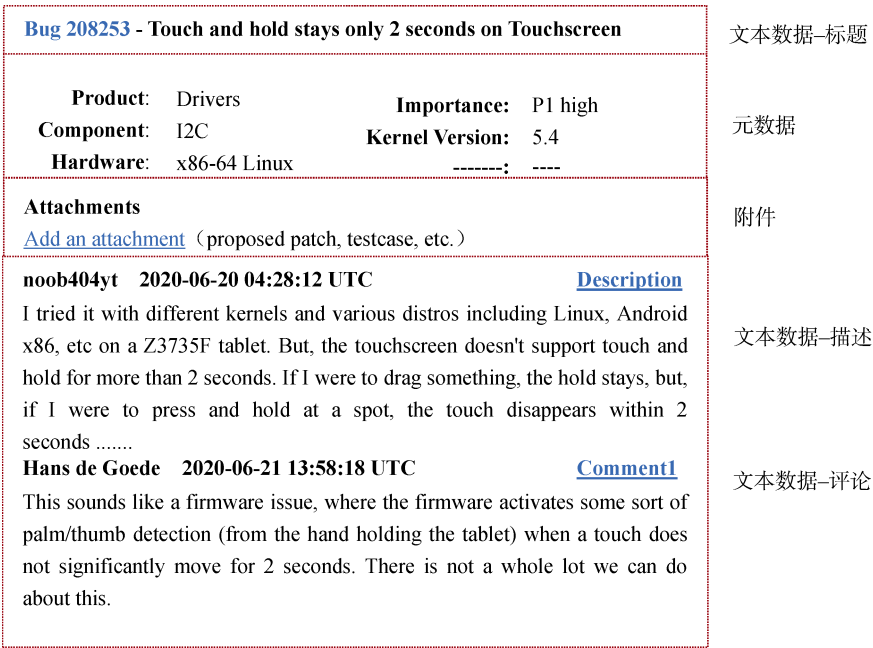 Bug 208253 - Touch and hold stays only 2 seconds on Touchscreen
文本数据–标题
Product: Drivers
Importance: P1 high
Component: I2C
Kernel Version: 5.4
Hardware: x86-64 Linux
-------: ----
元数据
Attachments
Add an attachment（proposed patch, testcase, etc.）
附件
noob404yt 2020-06-20 04:28:12 UTC Description
I tried it with different kernels and various distros including Linux, Android
x86, etc on a Z3735F tablet. But, the touchscreen doesn't support touch and
hold for more than 2 seconds. If I were to drag something, the hold stays, but,
if I were to press and hold at a spot, the touch disappears within 2
seconds .......
文本数据–描述
Hans de Goede 2020-06-21 13:58:18 UTC Comment1
This sounds like a firmware issue, where the firmware activates some sort of
palm/thumb detection (from the hand holding the tablet) when a touch does
not significantly move for 2 seconds. There is not a whole lot we can do
about this.
文本数据–评论